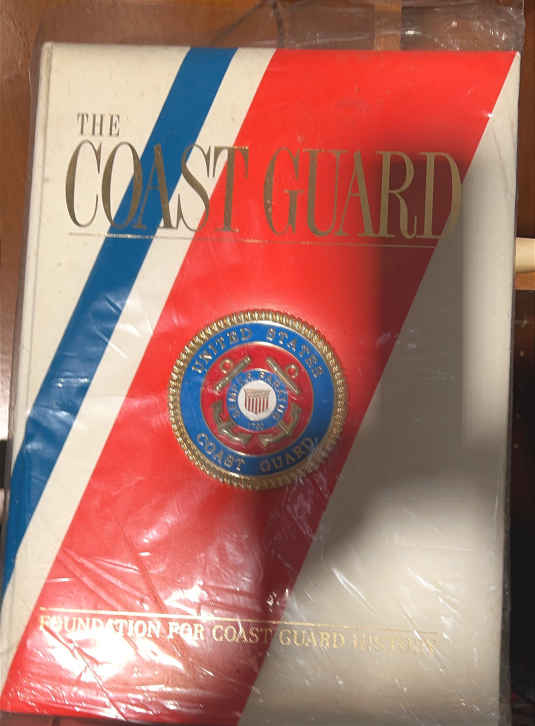 THE
COAST GUARD
UNITED STATES
COAST GUARD
FOUNDATION FOR COAST GUARD HISTORY